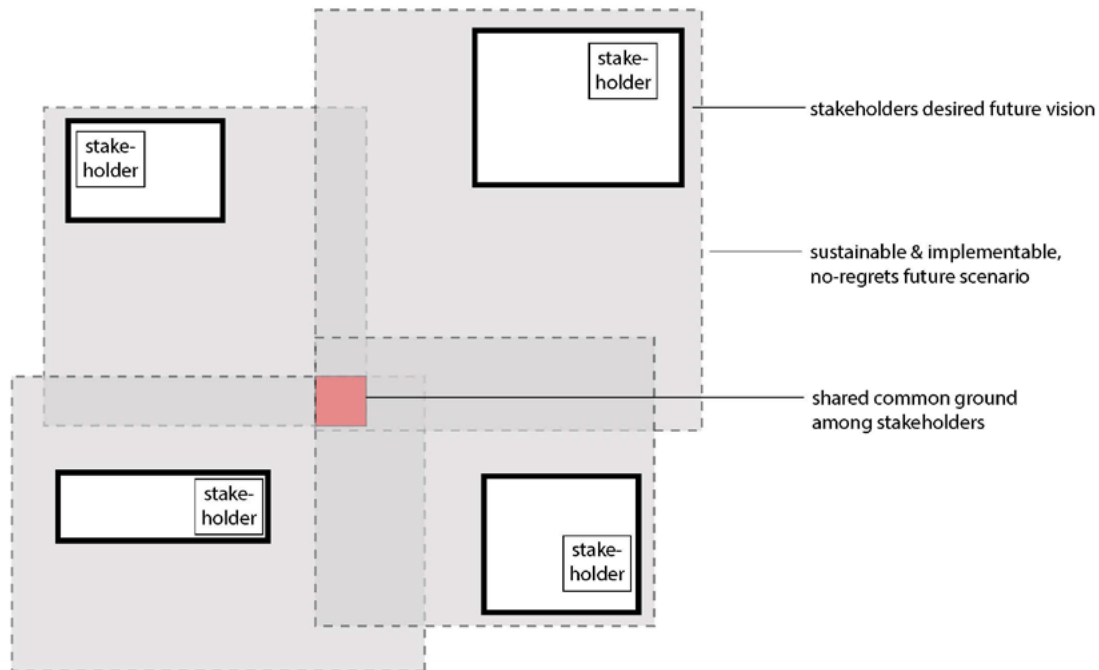 stake-
holder
stakeholders desired future vision
stake-
holder
sustainable & implementable,
no-regrets future scenario
shared common ground
among stakeholders
stake-
holder
stake-
holder